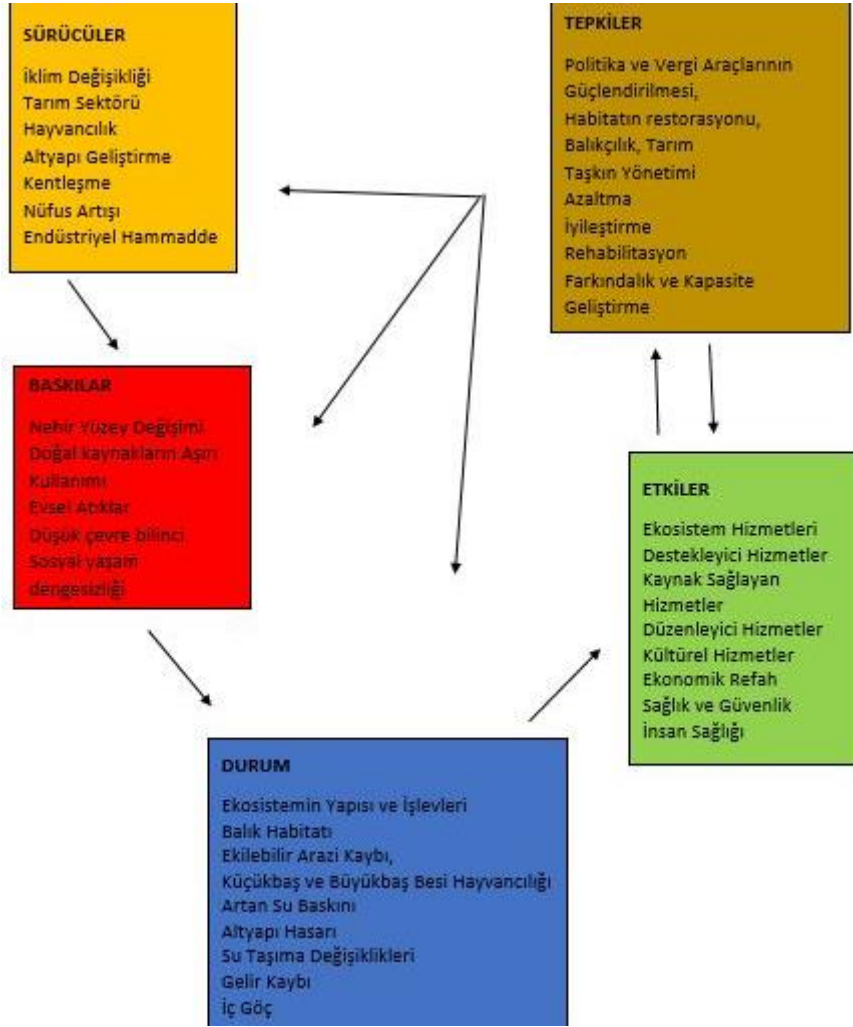 SÜRÜCÜLER
İklim Değişikliği
Tarım Sektörü
Hayvancılık
Altyapı Geliştirme
Kentleşme
Nüfus Artışı
Endüstriyel Hammadde
TEPKİLER
Politika ve Vergi Araçlarının
Güçlendirilmesi,
Habitatın restorasyonu,
Balıkçılık, Tarım
Taşkın Yönetimi
Azaltma
İyileştirme
Rehabilitasyon
Farkındalık ve Kapasite
Geliştirme
BASKILAR
Nehir Yüzey Değişimi
Doğal kaynakların Aşırı
Kullanımı
Evsel Atıklar
Düşük çevre bilinci
Sosyal yaşam
dengesizliği
ETKİLER
Ekosistem Hizmetleri
Destekleyici Hizmetler
Kaynak Sağlayan
Hizmetler
Düzenleyici Hizmetler
Kültürel Hizmetler
Ekonomik Refah
Sağlık ve Güvenlik
İnsan Sağlığı
DURUM
Ekosistemin Yapısı ve İşlevleri
Balık Habitatı
Ekilebilir Arazi Kaybı,
Küçükbaş ve Büyükbaş Besi Hayvancılığı
Artan Su Baskını
Altyapı Hasarı
Su Taşıma Değişiklikleri
Gelir Kaybı
İç Göç